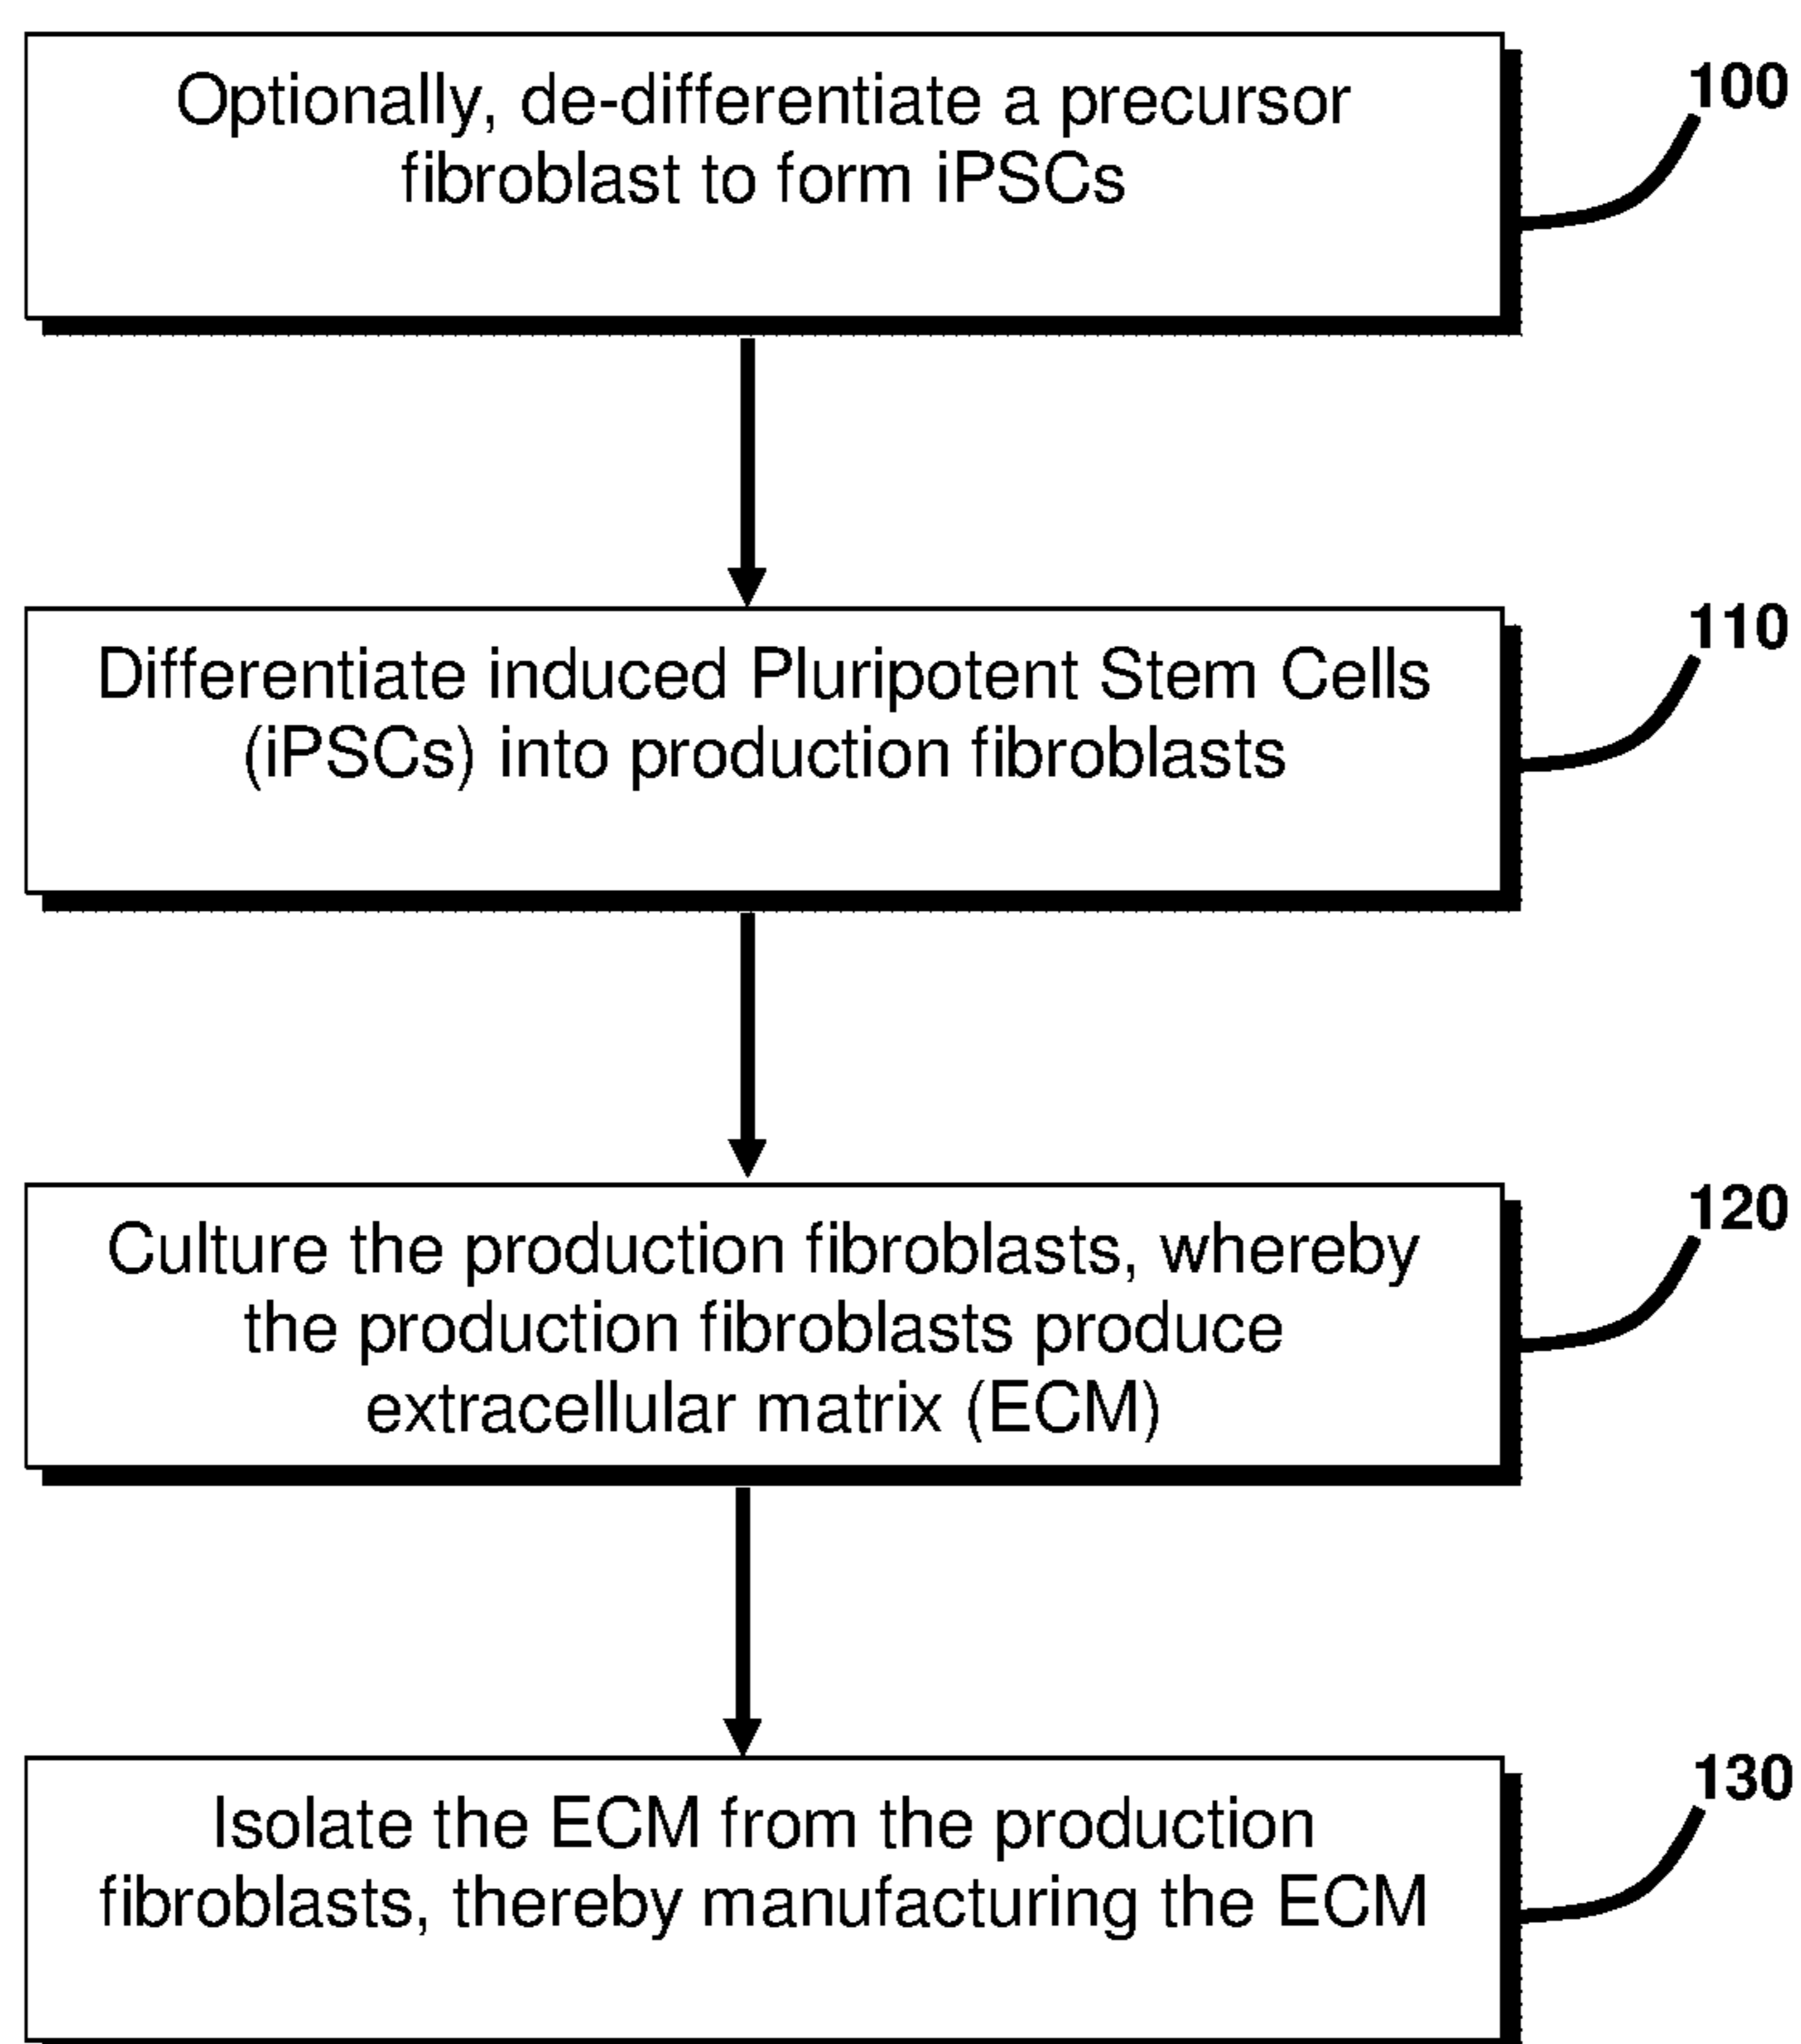 Optionally, de-differentiate a precursor
fibroblast to form iPSCs
100
Differentiate induced Pluripotent Stem Cells
(iPSCs) into production fibroblasts
110
Culture the production fibroblasts, whereby
the production fibroblasts produce
extracellular matrix (ECM)
120
Isolate the ECM from the production
fibroblasts, thereby manufacturing the ECM
130